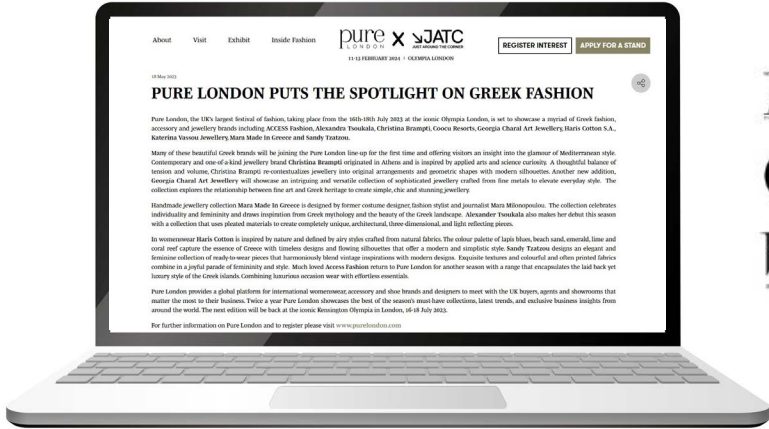 About Visit Exhibit Inside Fashion
pure LONDON X JATC JUST AROUND THE CORNER
11-13 FEBRUARY 2024 | OLYMPIA LONDON
REGISTER INTEREST APPLY FOR A STAND
18 May 2023
PURE LONDON PUTS THE SPOTLIGHT ON GREEK FASHION
Pure London, the UK's largest festival of fashion, taking place from the 16th-18th July 2023 at the iconic Olympia London, is set to showcase a myriad of Greek fashion,
accessory and jewellery brands including ACCESS Fashion, Alexandra Tsoukala, Christina Brampti, Coocu Resorts, Georgia Charal Art Jewellery, Haris Cotton S.A.,
Katerina Vassou Jewellery, Mara Made In Greece and Sandy Tzatzou.
Many of these beautiful Greek brands will be joining the Pure London line-up for the first time and offering visitors an insight into the glamour of Mediterranean style.
Contemporary and one-of-a-kind jewellery brand Christina Brampti originated in Athens and is inspired by applied arts and science curiosity. A thoughtful balance of
tension and volume, Christina Brampti re-contextualizes jewellery into original arrangements and geometric shapes with modern silhouettes. Another new addition,
Georgia Charal Art Jewellery will showcase an intriguing and versatile collection of sophisticated jewellery crafted from fine metals to elevate everyday style. The
collection explores the relationship between fine art and Greek heritage to create simple, chic and stunning jewellery.
Handmade jewellery collection Mara Made In Greece is designed by former costume designer, fashion stylist and journalist Mara Milonopoulou. The collection celebrates
individuality and femininity and draws inspiration from Greek mythology and the beauty of the Greek landscape. Alexander Tsoukala also makes her debut this season
with a collection that uses pleated materials to create completely unique, architectural, three-dimensional, and light reflecting pieces.
In womenswear Haris Cotton is inspired by nature and defined by airy styles crafted from natural fabrics. The colour palette of lapis blues, beach sand, emerald, lime and
coral reef capture the essence of Greece with timeless designs and flowing silhouettes that offer a modern and simplistic style. Sandy Tzatzou designs an elegant and
feminine collection of ready-to-wear pieces that harmoniously blend vintage inspirations with modern designs. Exquisite textures and colourful and often printed fabrics
combine in a joyful parade of femininity and style. Much loved Access Fashion return to Pure London for another season with a range that encapsulates the laid back yet
luxury style of the Greek islands. Combining luxurious occasion wear with effortless essentials.
Pure London provides a global platform for international womenswear, accessory and shoe brands and designers to meet with the UK buyers, agents and showrooms that
matter the most to their business. Twice a year Pure London showcases the best of the season's must-have collections, latest trends, and exclusive business insights from
around the world. The next edition will be back at the iconic Kensington Olympia in London, 16-18 July 2023.
For further information on Pure London and to register please visit www.purelondon.com